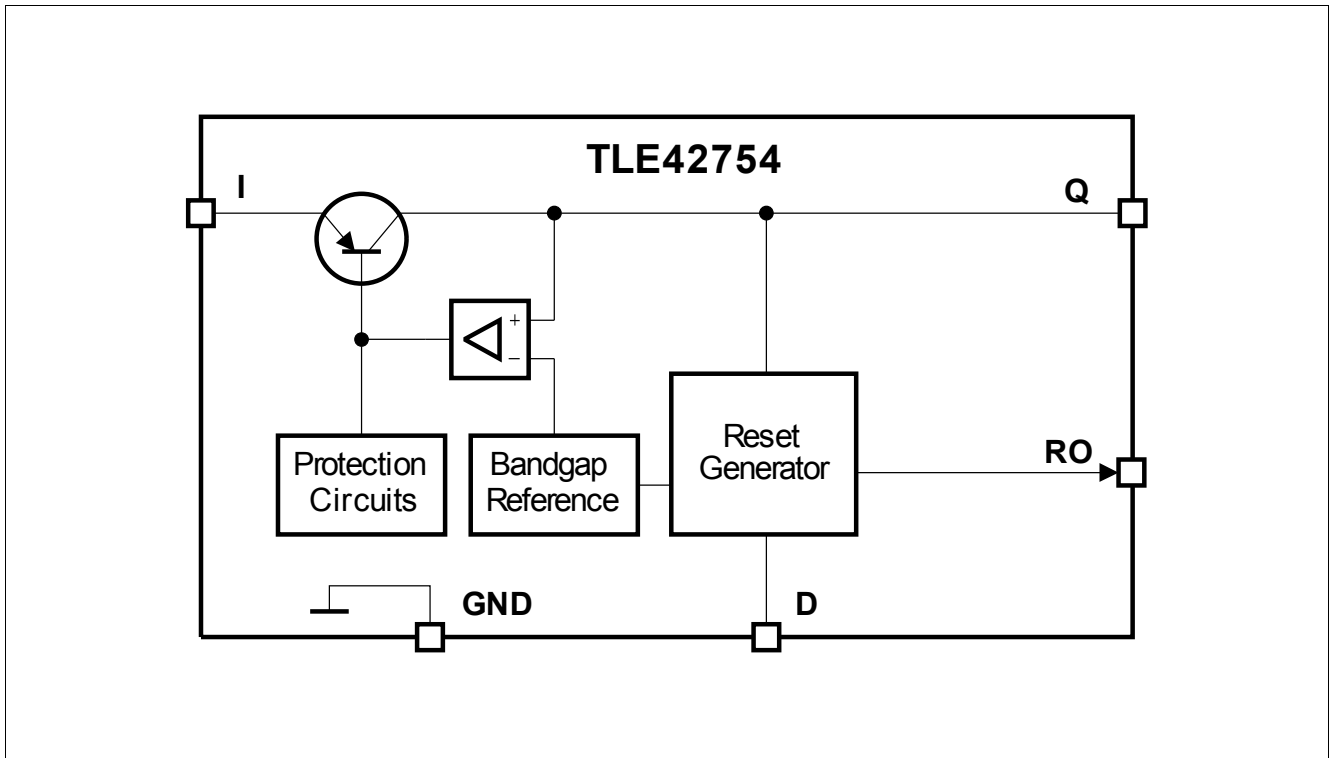 TLE42754
I
Q
+
–
Reset
Generator
RO
Protection
Circuits
Bandgap
Reference
GND
D